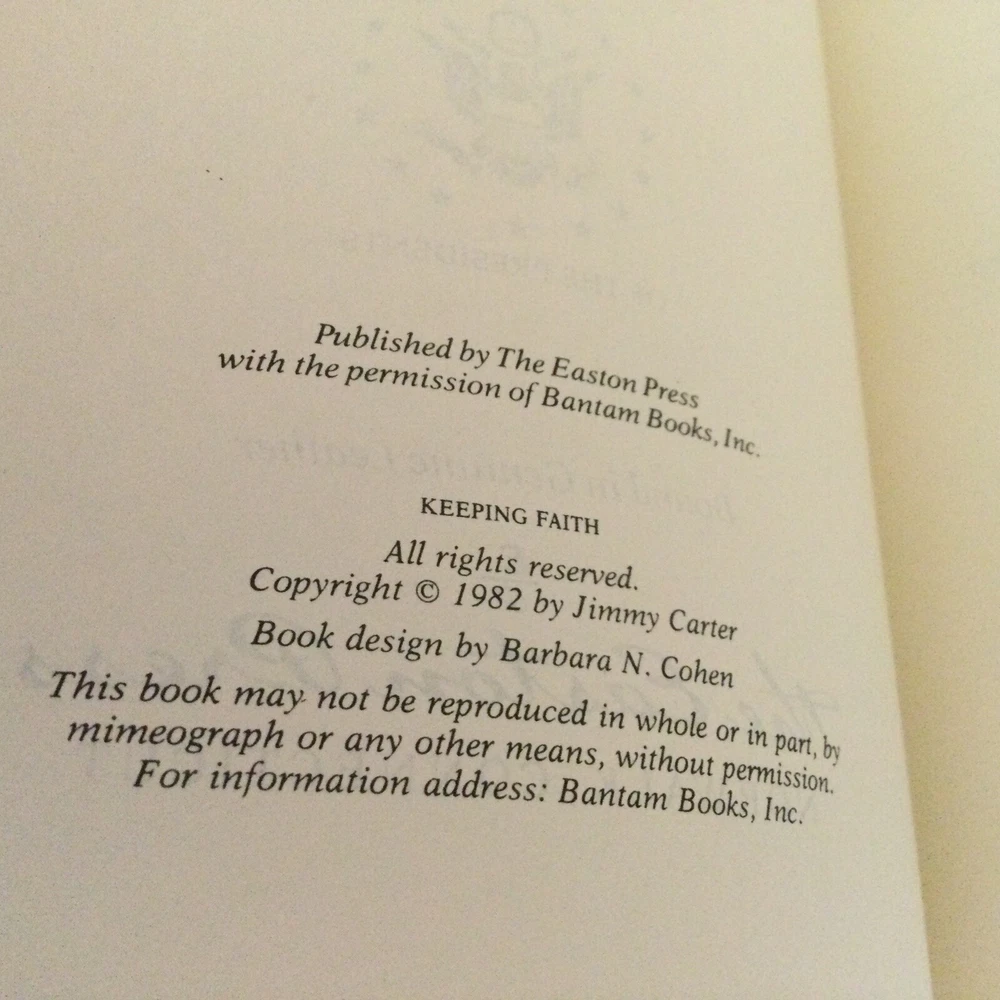 Published by The Easton Press
with the permission of Bantam Books, Inc.
KEEPING FAITH
All rights reserved.
Copyright © 1982 by Jimmy Carter
Book design by Barbara N. Cohen
This book may not be reproduced in whole or in part, by
mimeograph or any other means, without permission.
For information address: Bantam Books, Inc.